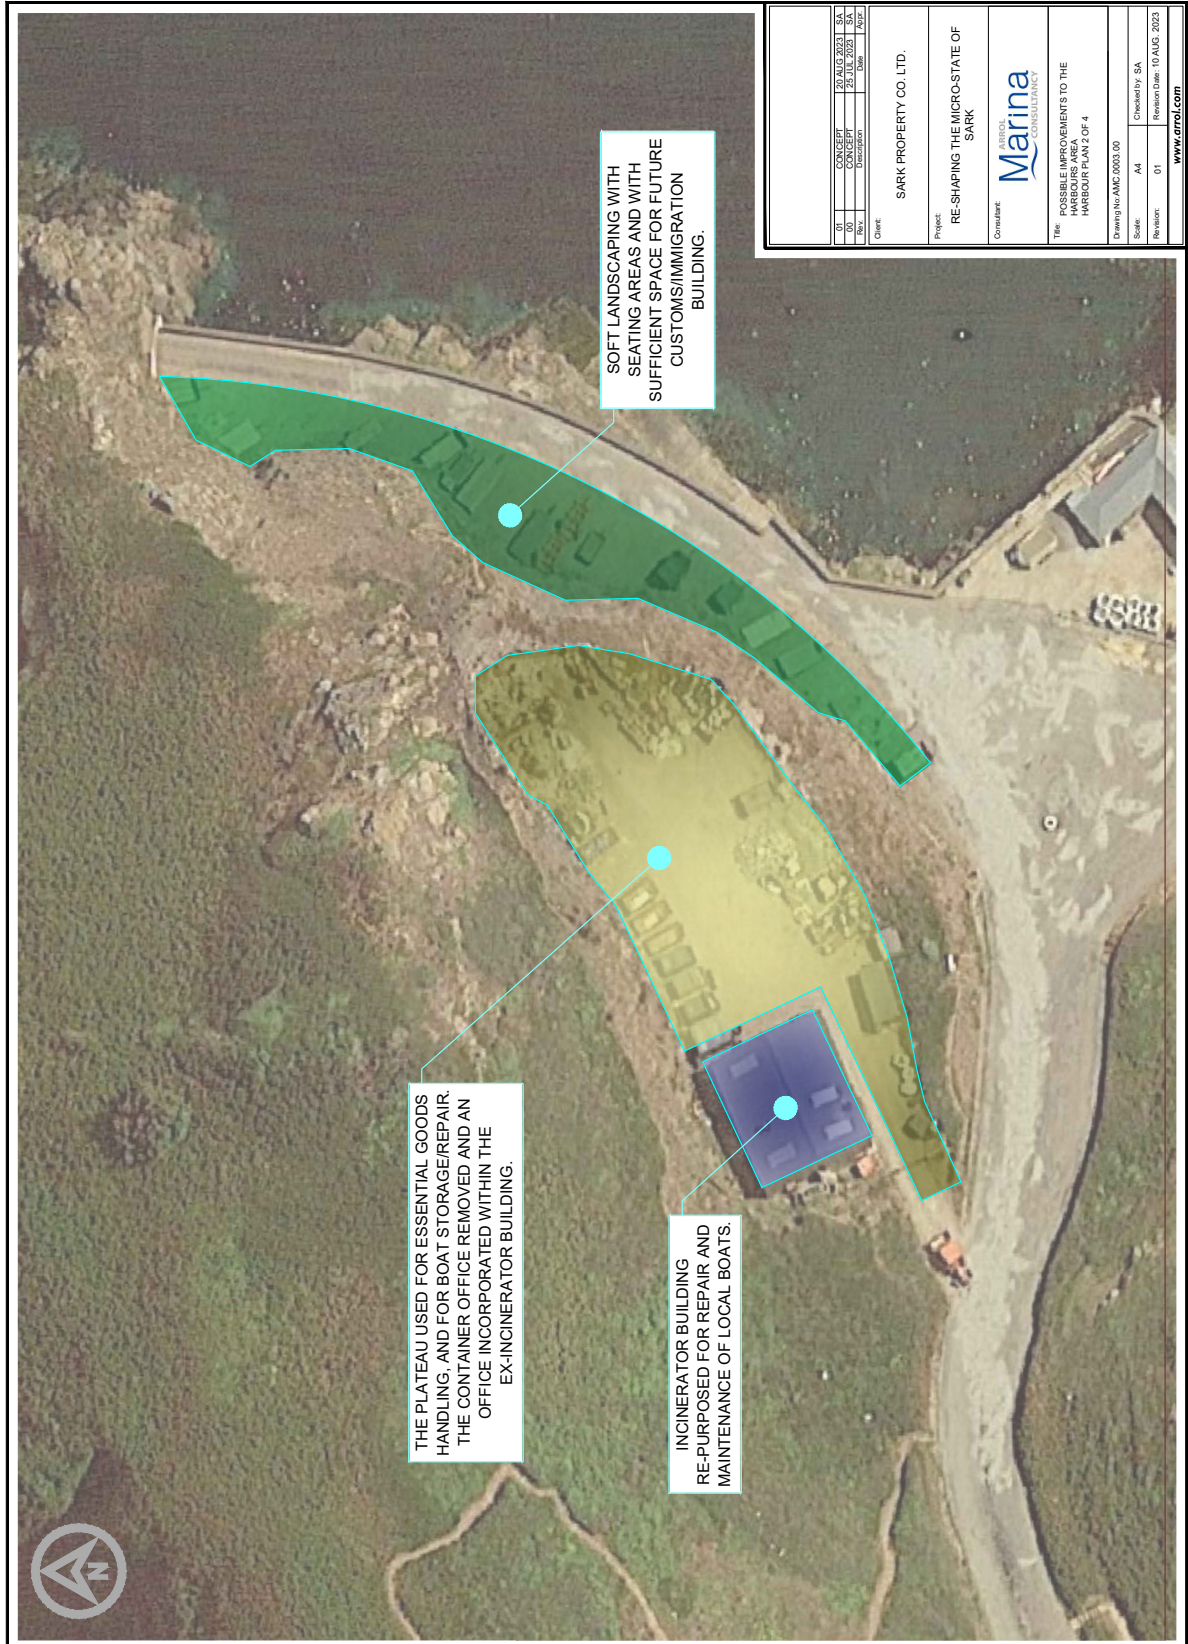 THE PLATEAU USED FOR ESSENTIAL GOODS
HANDLING, AND FOR BOAT STORAGE/REPAIR.
THE CONTAINER OFFICE REMOVED AND AN
OFFICE INCORPORATED WITHIN THE
EX-INCINERATOR BUILDING.
SOFT LANDSCAPING WITH
SEATING AREAS AND WITH
SUFFICIENT SPACE FOR FUTURE
CUSTOMS/IMMIGRATION
BUILDING.
INCINERATOR BUILDING
RE-PURPOSED FOR REPAIR AND
MAINTENANCE OF LOCAL BOATS.
N
01 CONCEPT 20 AUG 2023 SA
00 CONCEPT 25 JUL 2023 SA
Rev. Description Date Appr.
Client:
SARK PROPERTY CO. LTD.
Project:
RE-SHAPING THE MICRO-STATE OF
SARK
Consultant:
ARROL
Marina
CONSULTANCY
Title:
POSSIBLE IMPROVEMENTS TO THE
HARBOURS AREA
HARBOUR PLAN 2 OF 4
Drawing No: AMC.0003.00
Scale: A4 Checked by: SA
Revision: 01 Revision Date: 10 AUG. 2023
www.arrol.com